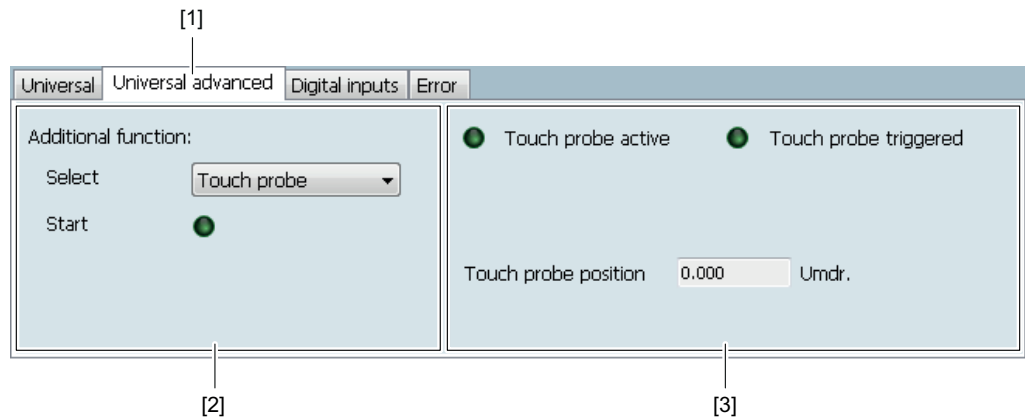 [1]
Universal Universal advanced Digital inputs Error
Additional function:
Select Touch probe
Start
Touch probe active Touch probe triggered
Touch probe position 0.000 Umdr.
[2] [3]